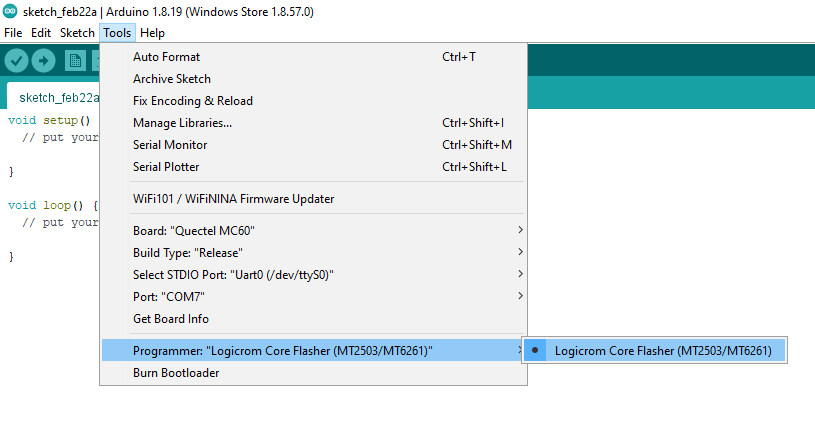 sketch_feb22a | Arduino 1.8.19 (Windows Store 1.8.57.0)
File Edit Sketch Tools Help
Auto Format Ctrl+T
sketch_feb22a
Archive Sketch
Fix Encoding & Reload
void setup()
Manage Libraries... Ctrl+Shift+I
// put your
Serial Monitor Ctrl+Shift+M
Serial Plotter Ctrl+Shift+L
}
WiFi101 / WiFiNINA Firmware Updater
void loop() {
// put your
Board: "Quectel MC60"
Build Type: "Release"
}
Select STDIO Port: "Uart0 (/dev/ttyS0)"
Port: "COM7"
Get Board Info
Programmer: "Logicrom Core Flasher (MT2503/MT6261)" Logicrom Core Flasher (MT2503/MT6261)
Burn Bootloader